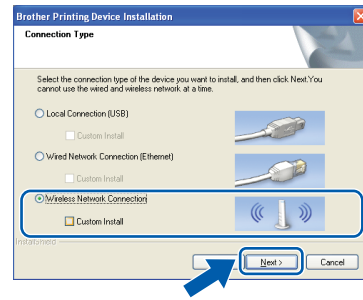 Brother Printing Device Installation
Connection Type
Select the connection type of the device you want to install, and then click Next.You
cannot use the wired and wireless network at a time.
Local Connection (USB)
Custom Install
Wired Network Connection (Ethernet)
Custom Install
Wireless Network Connection
Custom Install
InstallShield
Next >
Cancel